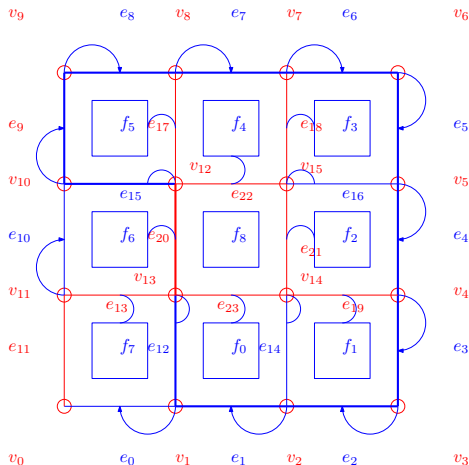 v₉ e₈ v₈ e₇ v₇ e₆ v₆
e₉ f₅ e₁₇ f₄ e₁₈ f₃ e₅
v₁₀ v₁₂ v₁₅ v₅
e₁₅ e₂₂ e₁₆
e₁₀ f₆ e₂₀ f₈ e₂₁ f₂ e₄
v₁₁ v₁₃ v₁₄ v₄
e₁₃ e₂₃ e₁₉
e₁₁ f₇ e₁₂ f₀ e₁₄ f₁ e₃
v₀ e₀ v₁ e₁ v₂ e₂ v₃